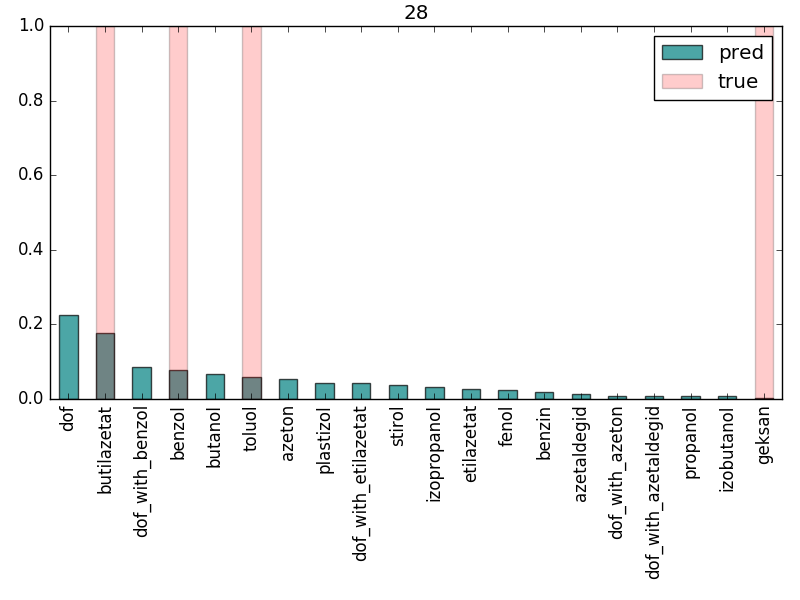 28
1.0
0.8
0.6
0.4
0.2
0.0
pred
true
dof
butilazetat
dof_with_benzol
benzol
butanol
toluol
azeton
plastizol
dof_with_etilazetat
stirol
izopropanol
etilazetat
fenol
benzin
azetaldegid
dof_with_azeton
dof_with_azetaldegid
propanol
izobutanol
geksan